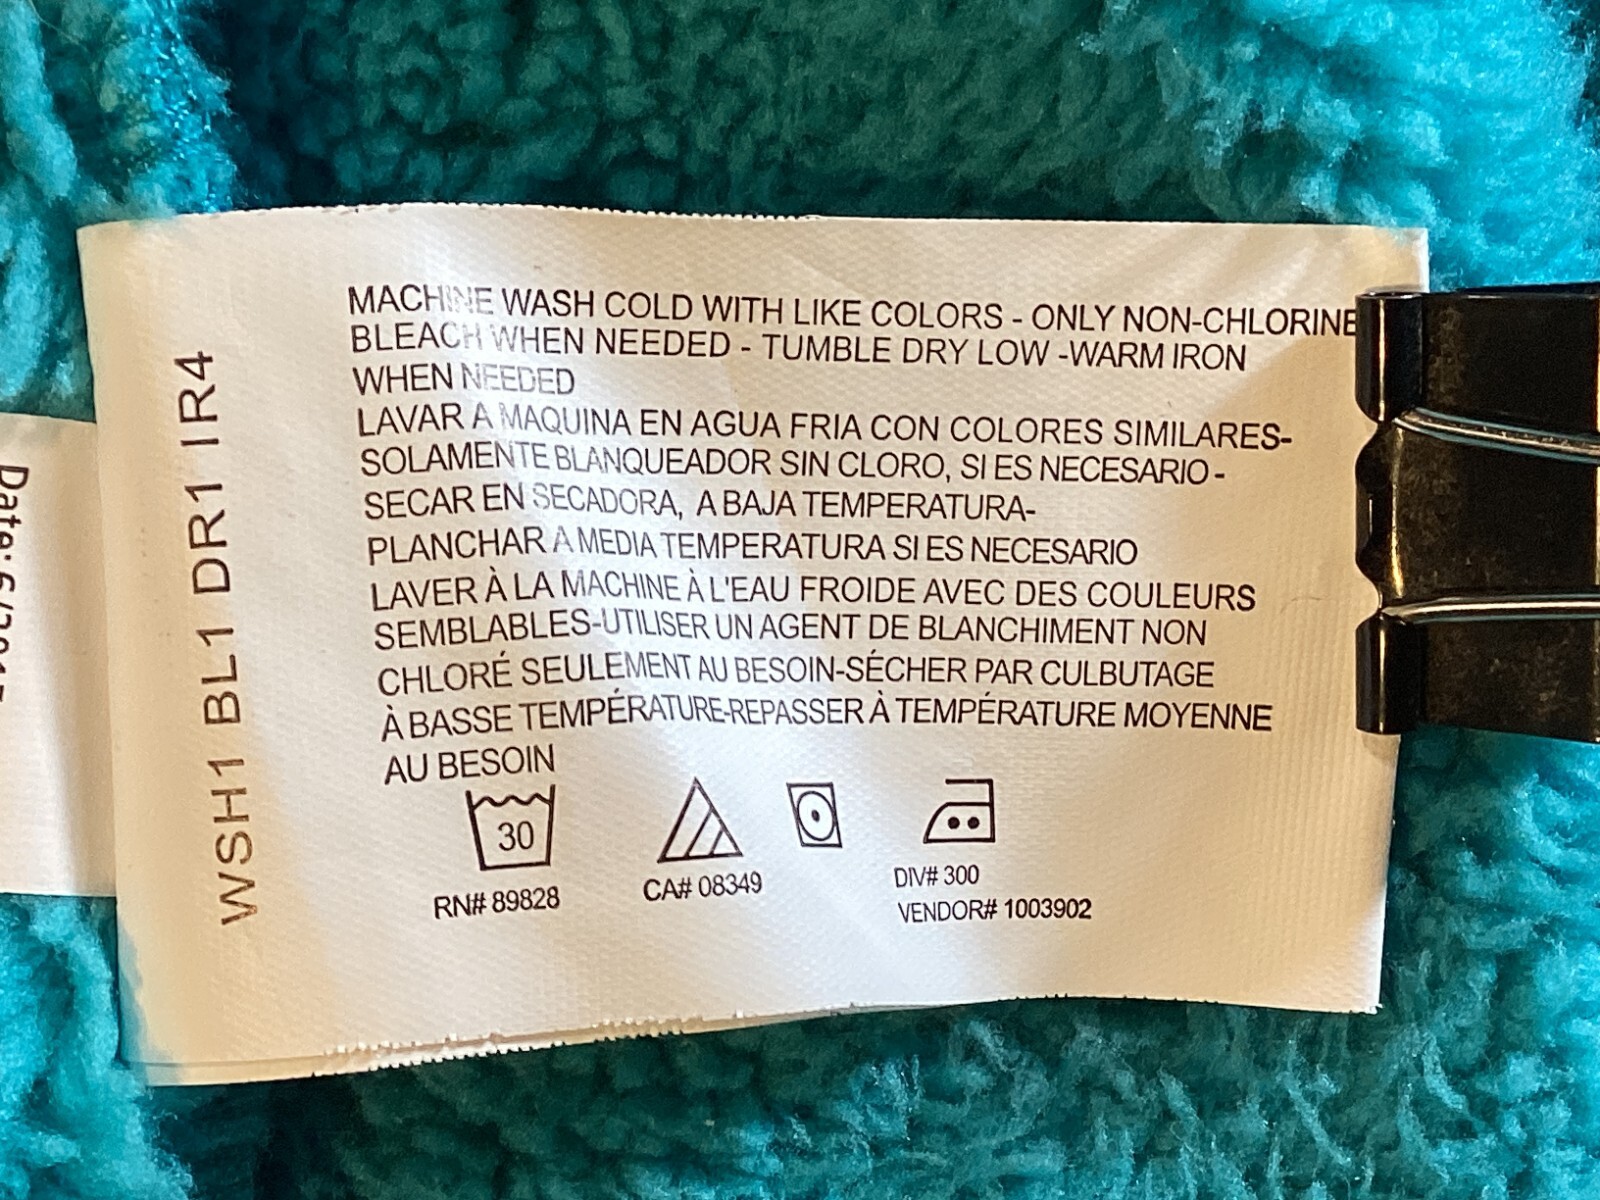 MACHINE WASH COLD WITH LIKE COLORS - ONLY NON-CHLORINE
BLEACH WHEN NEEDED - TUMBLE DRY LOW -WARM IRON
WHEN NEEDED
LAVAR A MAQUINA EN AGUA FRIA CON COLORES SIMILARES-
SOLAMENTE BLANQUEADOR SIN CLORO, SI ES NECESARIO -
SECAR EN SECADORA, A BAJA TEMPERATURA-
PLANCHAR A MEDIA TEMPERATURA SI ES NECESARIO
LAVER À LA MACHINE À L'EAU FROIDE AVEC DES COULEURS
SEMBLABLES-UTILISER UN AGENT DE BLANCHIMENT NON
CHLORÉ SEULEMENT AU BESOIN-SÉCHER PAR CULBUTAGE
À BASSE TEMPÉRATURE-REPASSER À TEMPÉRATURE MOYENNE
AU BESOIN
30
RN# 89828
CA# 08349
DIV# 300
VENDOR# 1003902
WSH1 BL1 DR1 IR4
Date: